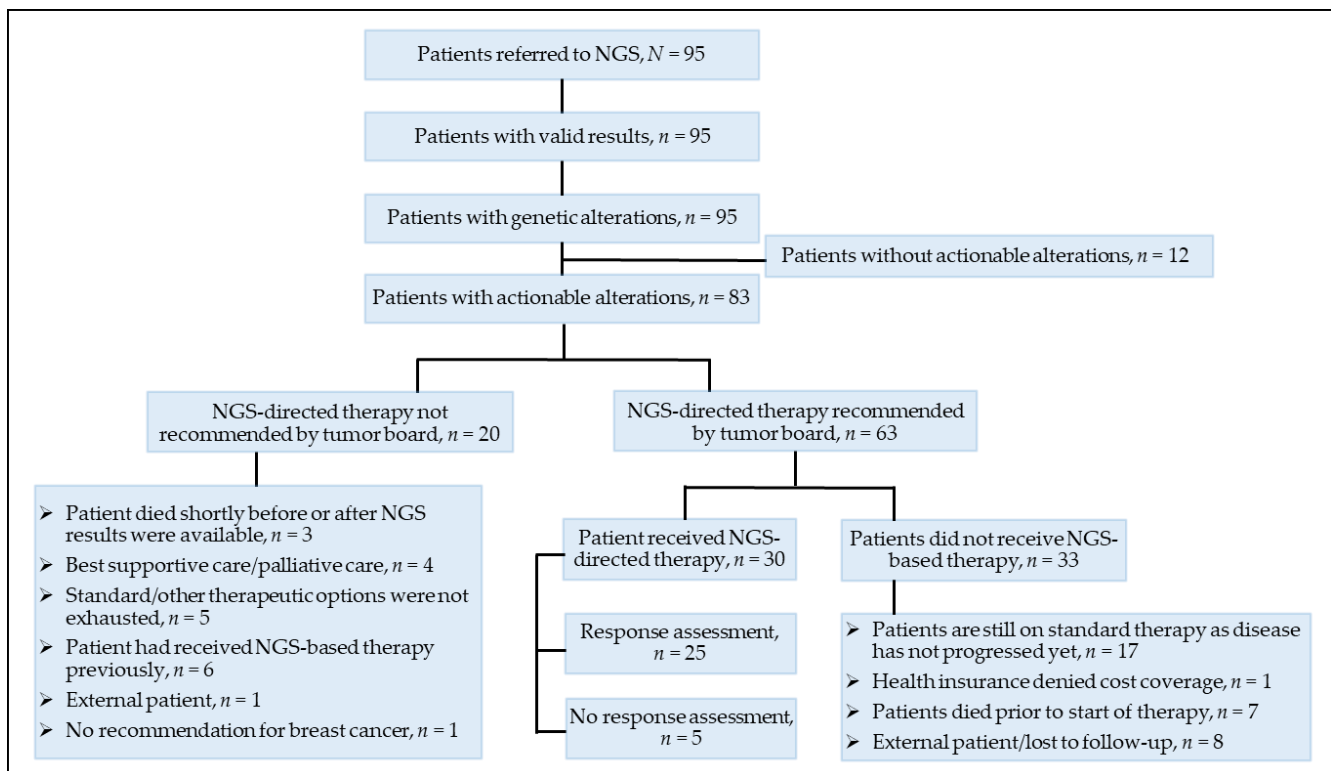 Patients referred to NGS, N = 95
Patients with valid results, n = 95
Patients with genetic alterations, n = 95
Patients without actionable alterations, n = 12
Patients with actionable alterations, n = 83
NGS-directed therapy not
recommended by tumor board, n = 20
NGS-directed therapy recommended
by tumor board, n = 63
➢ Patient died shortly before or after NGS
results were available, n = 3
➢ Best supportive care/palliative care, n = 4
➢ Standard/other therapeutic options were not
exhausted, n = 5
➢ Patient had received NGS-based therapy
previously, n = 6
➢ External patient, n = 1
➢ No recommendation for breast cancer, n = 1
Patient received NGS-
directed therapy, n = 30
Response assessment,
n = 25
No response assessment,
n = 5
Patients did not receive NGS-
based therapy, n = 33
➢ Patients are still on standard therapy as disease
has not progressed yet, n = 17
➢ Health insurance denied cost coverage, n = 1
➢ Patients died prior to start of therapy, n = 7
➢ External patient/lost to follow-up, n = 8